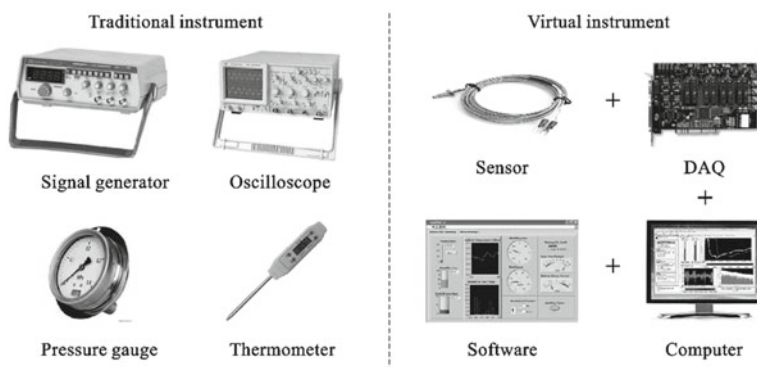 Traditional instrument
Virtual instrument
Signal generator
Oscilloscope
Sensor
+
DAQ
+
Pressure gauge
Thermometer
Software
+
Computer